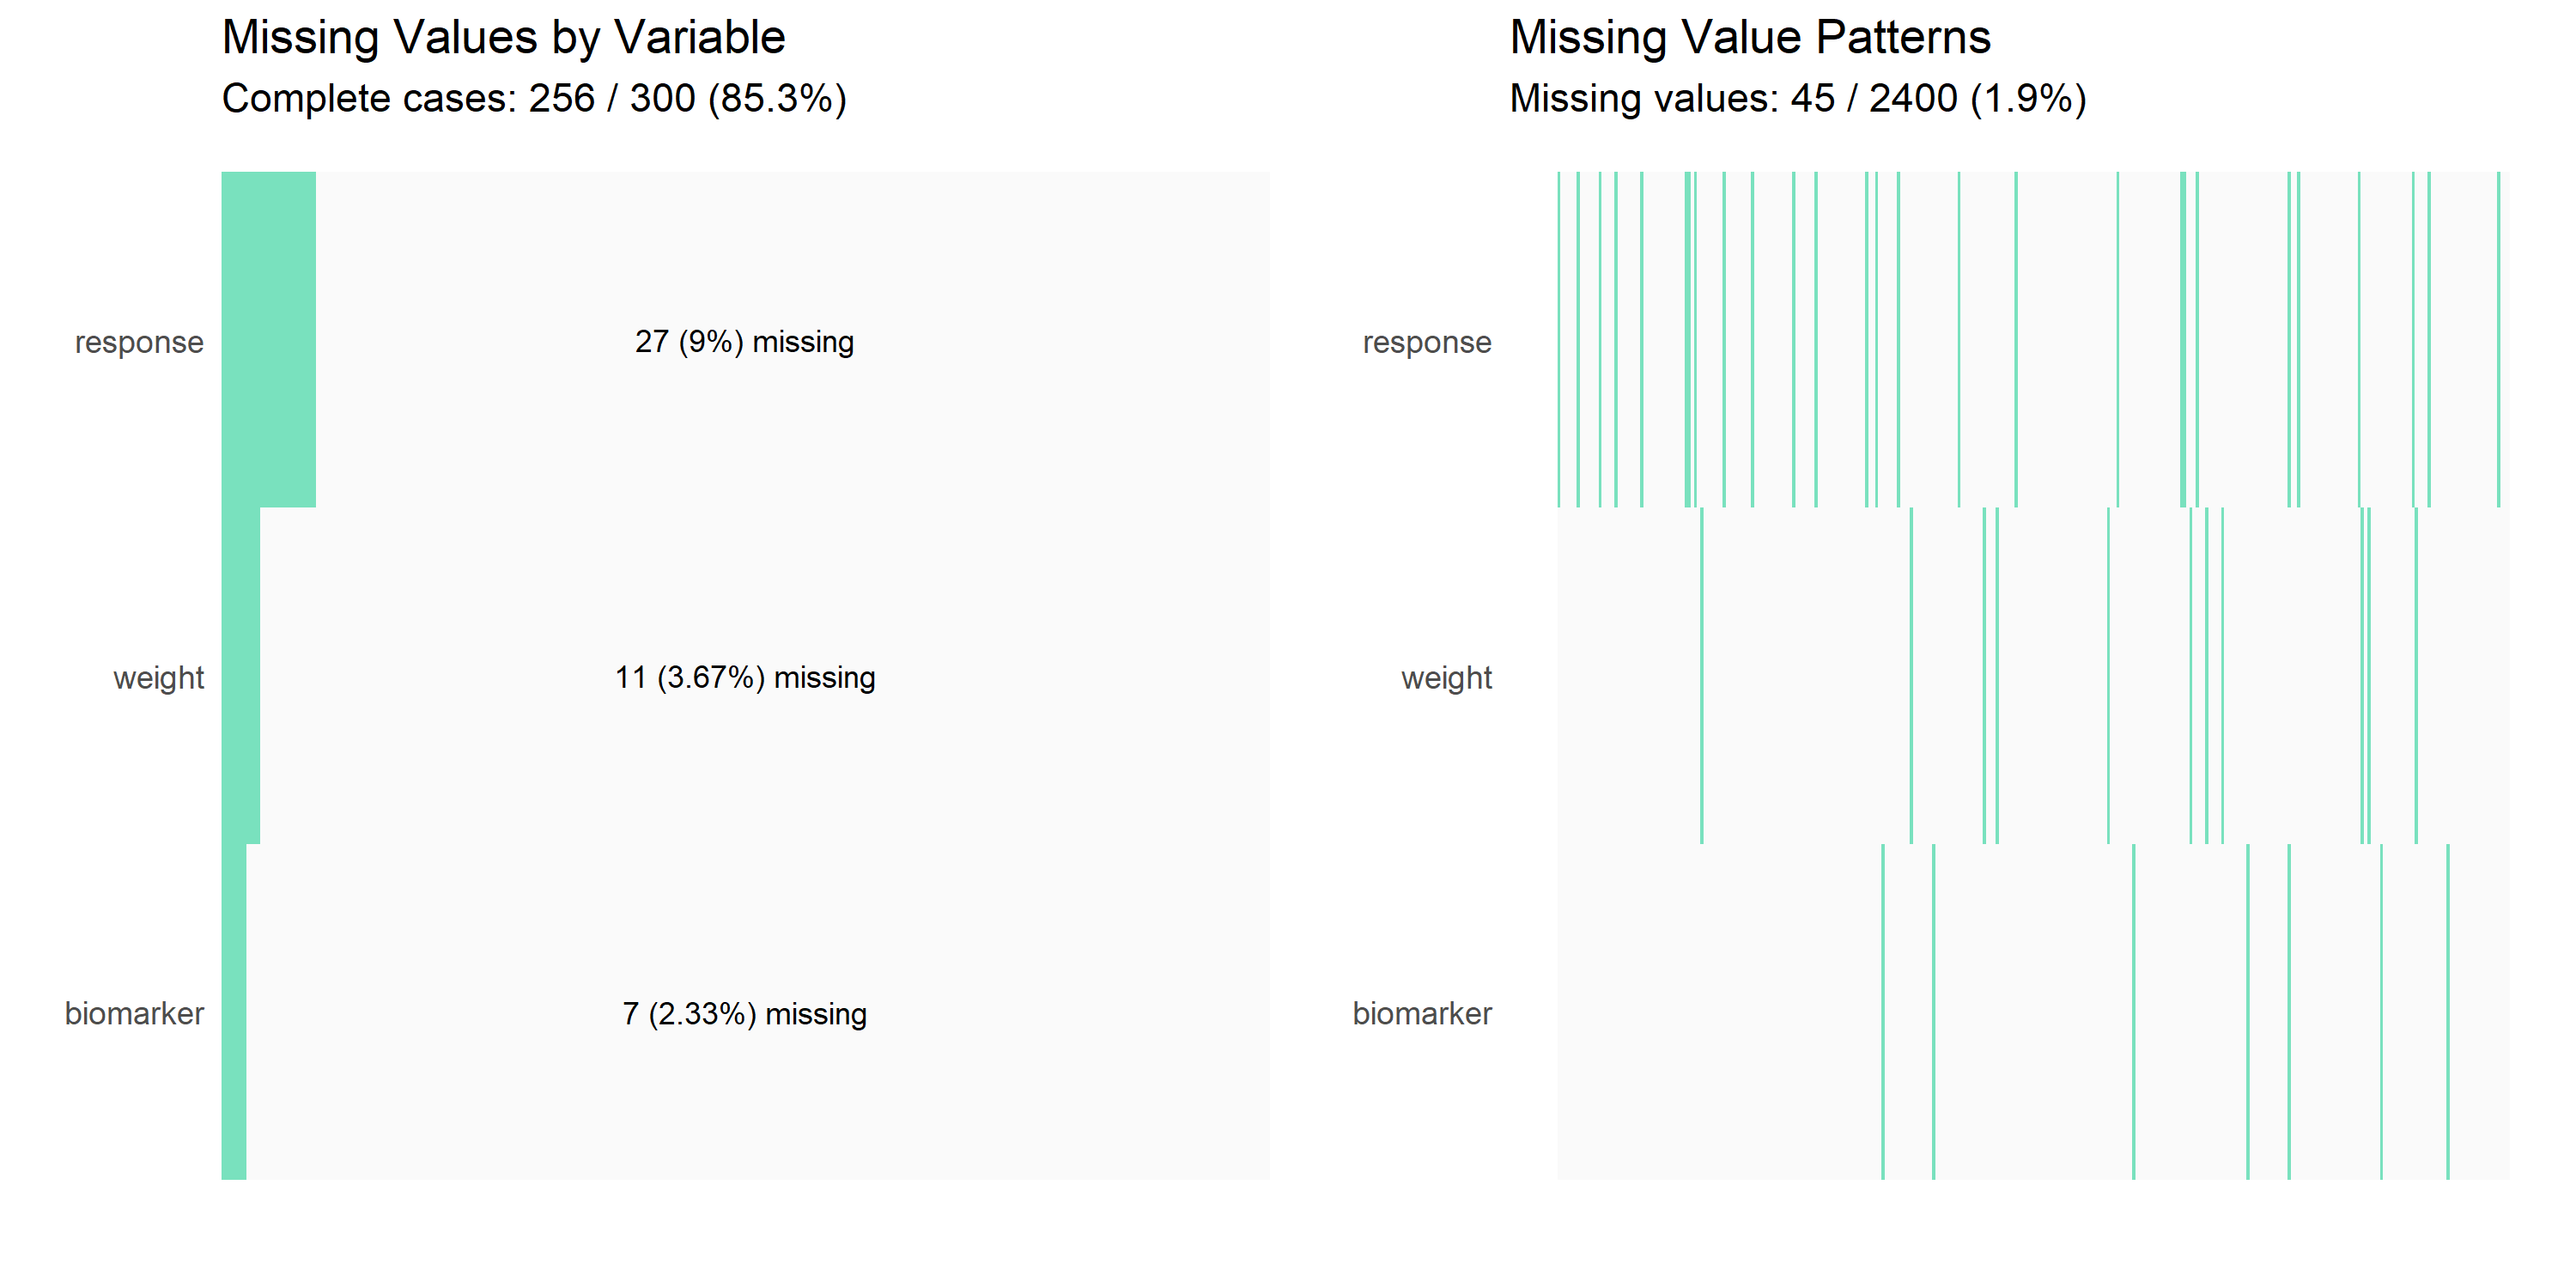 Missing Values by Variable
Complete cases: 256 / 300 (85.3%)
response
27 (9%) missing
weight
11 (3.67%) missing
biomarker
7 (2.33%) missing
Missing Value Patterns
Missing values: 45 / 2400 (1.9%)
response
weight
biomarker